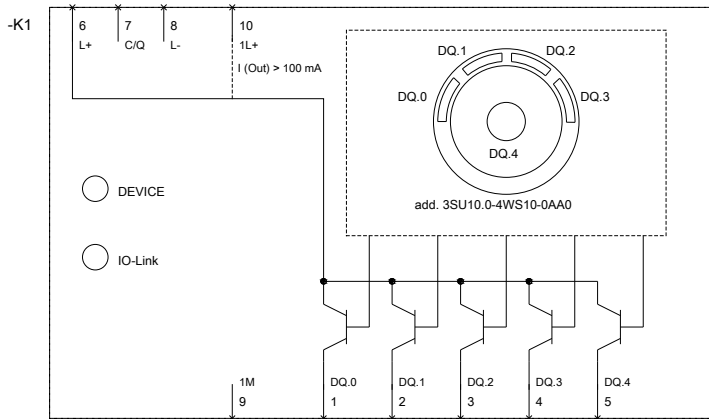 -K1
6 7 8 10
L+ C/Q L- 1L+
I (Out) > 100 mA
DQ.1 DQ.2
DQ.0 DQ.3
DQ.4
add. 3SU10.0-4WS10-0AA0
DEVICE
IO-Link
1M DQ.0 DQ.1 DQ.2 DQ.3 DQ.4
9 1 2 3 4 5